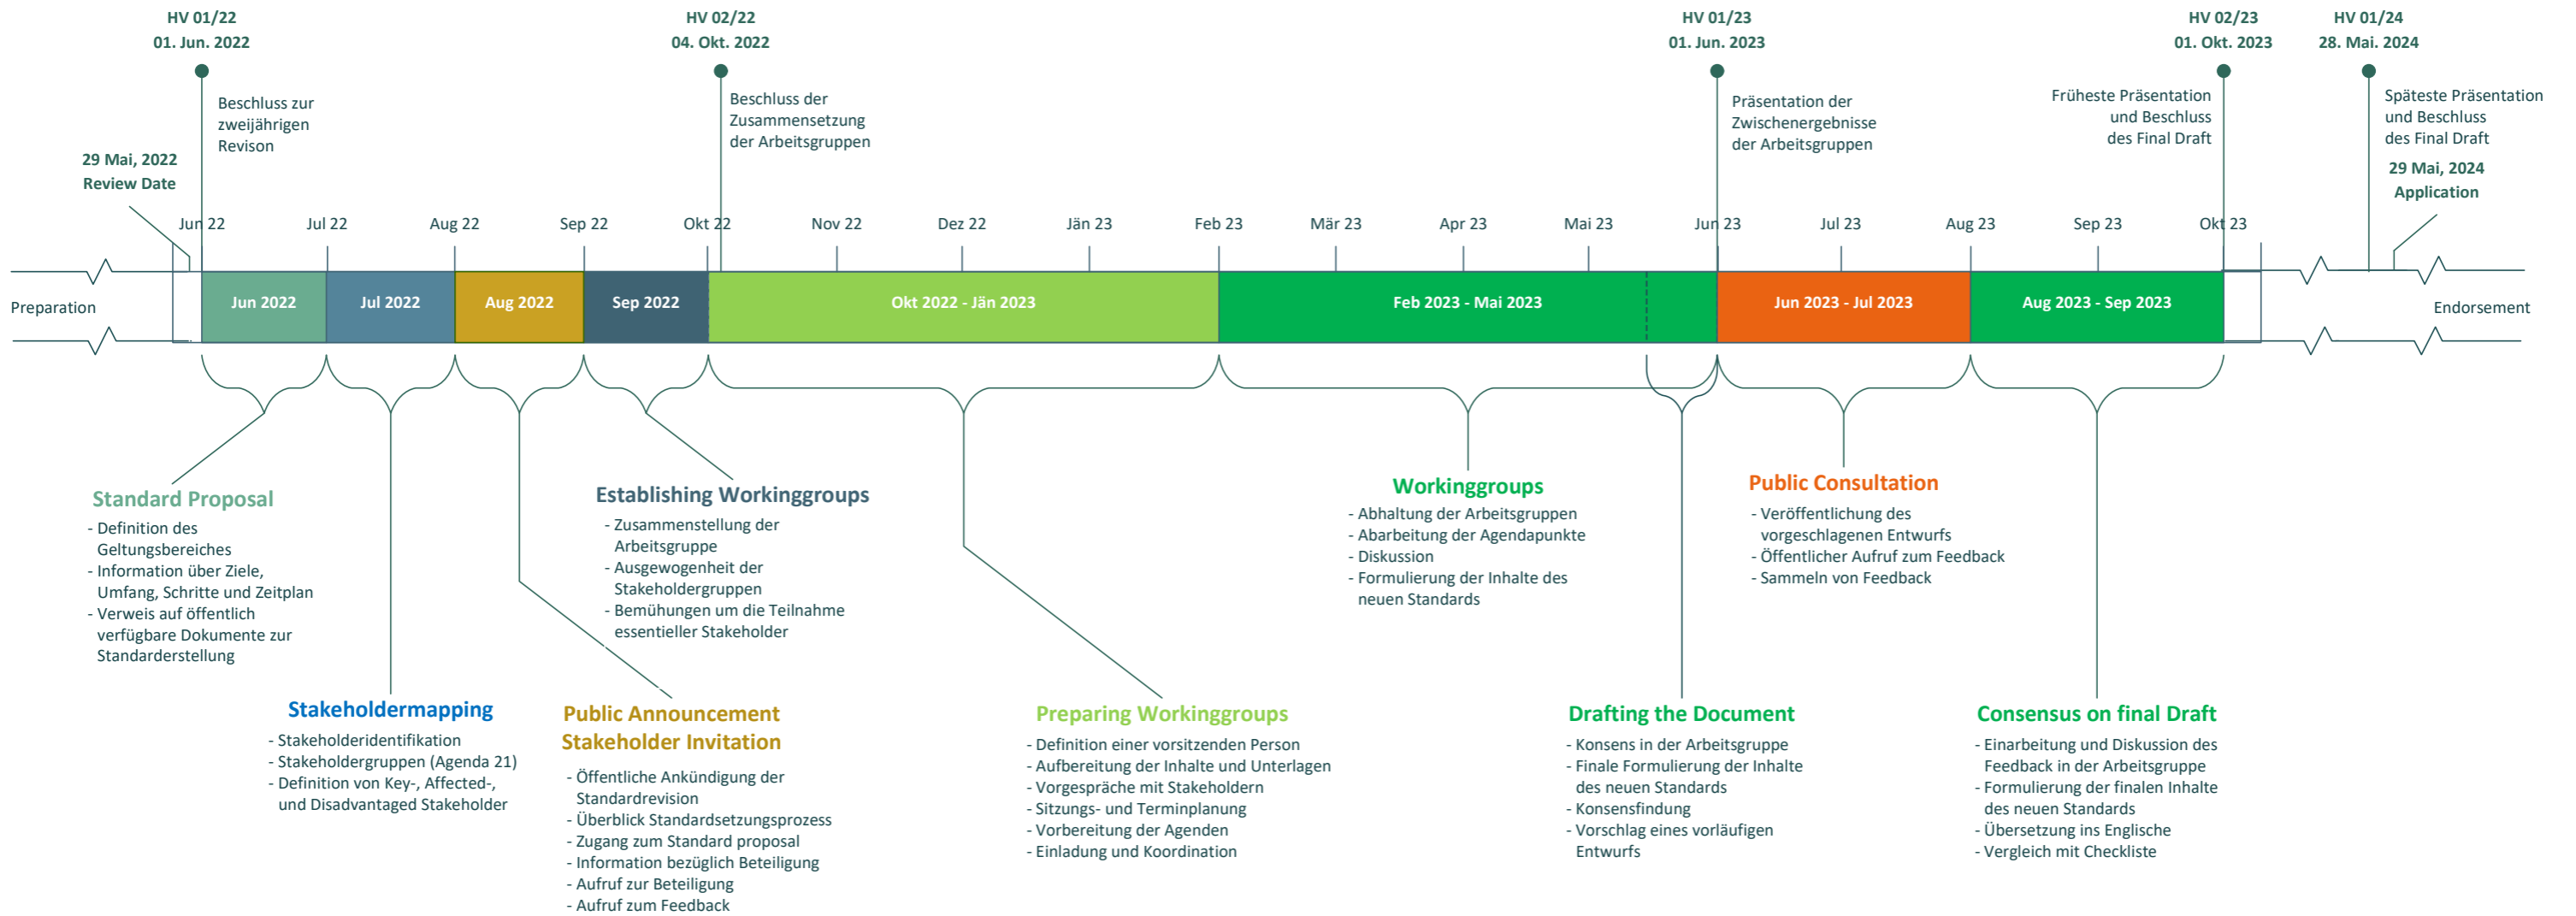 HV 01/22
01. Jun. 2022
Beschluss zur
zweijährigen
Revison
29 Mai, 2022
Review Date
HV 02/22
04. Okt. 2022
Beschluss der
Zusammensetzung
der Arbeitsgruppen
HV 01/23
01. Jun. 2023
Präsentation der
Zwischenergebnisse
der Arbeitsgruppen
HV 02/23
01. Okt. 2023
Früheste Präsentation
und Beschluss
des Final Draft
HV 01/24
28. Mai. 2024
Späteste Präsentation
und Beschluss
des Final Draft
29 Mai, 2024
Application
Jun 22
Jul 22
Aug 22
Sep 22
Okt 22
Nov 22
Dez 22
Jän 23
Feb 23
Mär 23
Apr 23
Mai 23
Jun 23
Jul 23
Aug 23
Sep 23
Okt 23
Preparation
Jun 2022
Jul 2022
Aug 2022
Sep 2022
Okt 2022 - Jän 2023
Feb 2023 - Mai 2023
Jun 2023 - Jul 2023
Aug 2023 - Sep 2023
Endorsement
Standard Proposal
- Definition des
Geltungsbereiches
- Information über Ziele,
Umfang, Schritte und Zeitplan
- Verweis auf öffentlich
verfügbare Dokumente zur
Standarderstellung
Stakeholdermapping
- Stakeholderidentifikation
- Stakeholdergruppen (Agenda 21)
- Definition von Key-, Affected-,
und Disadvantaged Stakeholder
Public Announcement
Stakeholder Invitation
- Öffentliche Ankündigung der
Standardrevision
- Überblick Standardsetzungsprozess
- Zugang zum Standard proposal
- Information bezüglich Beteiligung
- Aufruf zur Beteiligung
- Aufruf zum Feedback
Establishing Workinggroups
- Zusammenstellung der
Arbeitsgruppe
- Ausgewogenheit der
Stakeholdergruppen
- Bemühungen um die Teilnahme
essentieller Stakeholder
Preparing Workinggroups
- Definition einer vorsitzenden Person
- Aufbereitung der Inhalte und Unterlagen
- Vorgespräche mit Stakeholdern
- Sitzungs- und Terminplanung
- Vorbereitung der Agenden
- Einladung und Koordination
Workinggroups
- Abhaltung der Arbeitsgruppen
- Abarbeitung der Agendapunkte
- Diskussion
- Formulierung der Inhalte des
neuen Standards
Drafting the Document
- Konsens in der Arbeitsgruppe
- Finale Formulierung der Inhalte
des neuen Standards
- Konsensfindung
- Vorschlag eines vorläufigen
Entwurfs
Public Consultation
- Veröffentlichung des
vorgeschlagenen Entwurfs
- Öffentlicher Aufruf zum Feedback
- Sammeln von Feedback
Consensus on final Draft
- Einarbeitung und Diskussion des
Feedback in der Arbeitsgruppe
- Formulierung der finalen Inhalte
des neuen Standards
- Übersetzung ins Englische
- Vergleich mit Checkliste